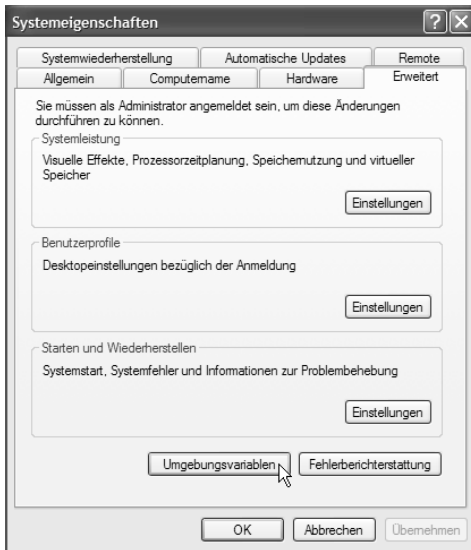 Systemeigenschaften
Systemwiederherstellung Automatische Updates Remote
Allgemein Computername Hardware Erweitert
Sie müssen als Administrator angemeldet sein, um diese Änderungen
durchführen zu können.
Systemleistung
Visuelle Effekte, Prozessorzeitplanung, Speichernutzung und virtueller
Speicher
Einstellungen
Benutzerprofile
Desktopeinstellungen bezüglich der Anmeldung
Einstellungen
Starten und Wiederherstellen
Systemstart, Systemfehler und Informationen zur Problembehebung
Einstellungen
Umgebungsvariablen Fehlerberichterstattung
OK Abbrechen Übernehmen